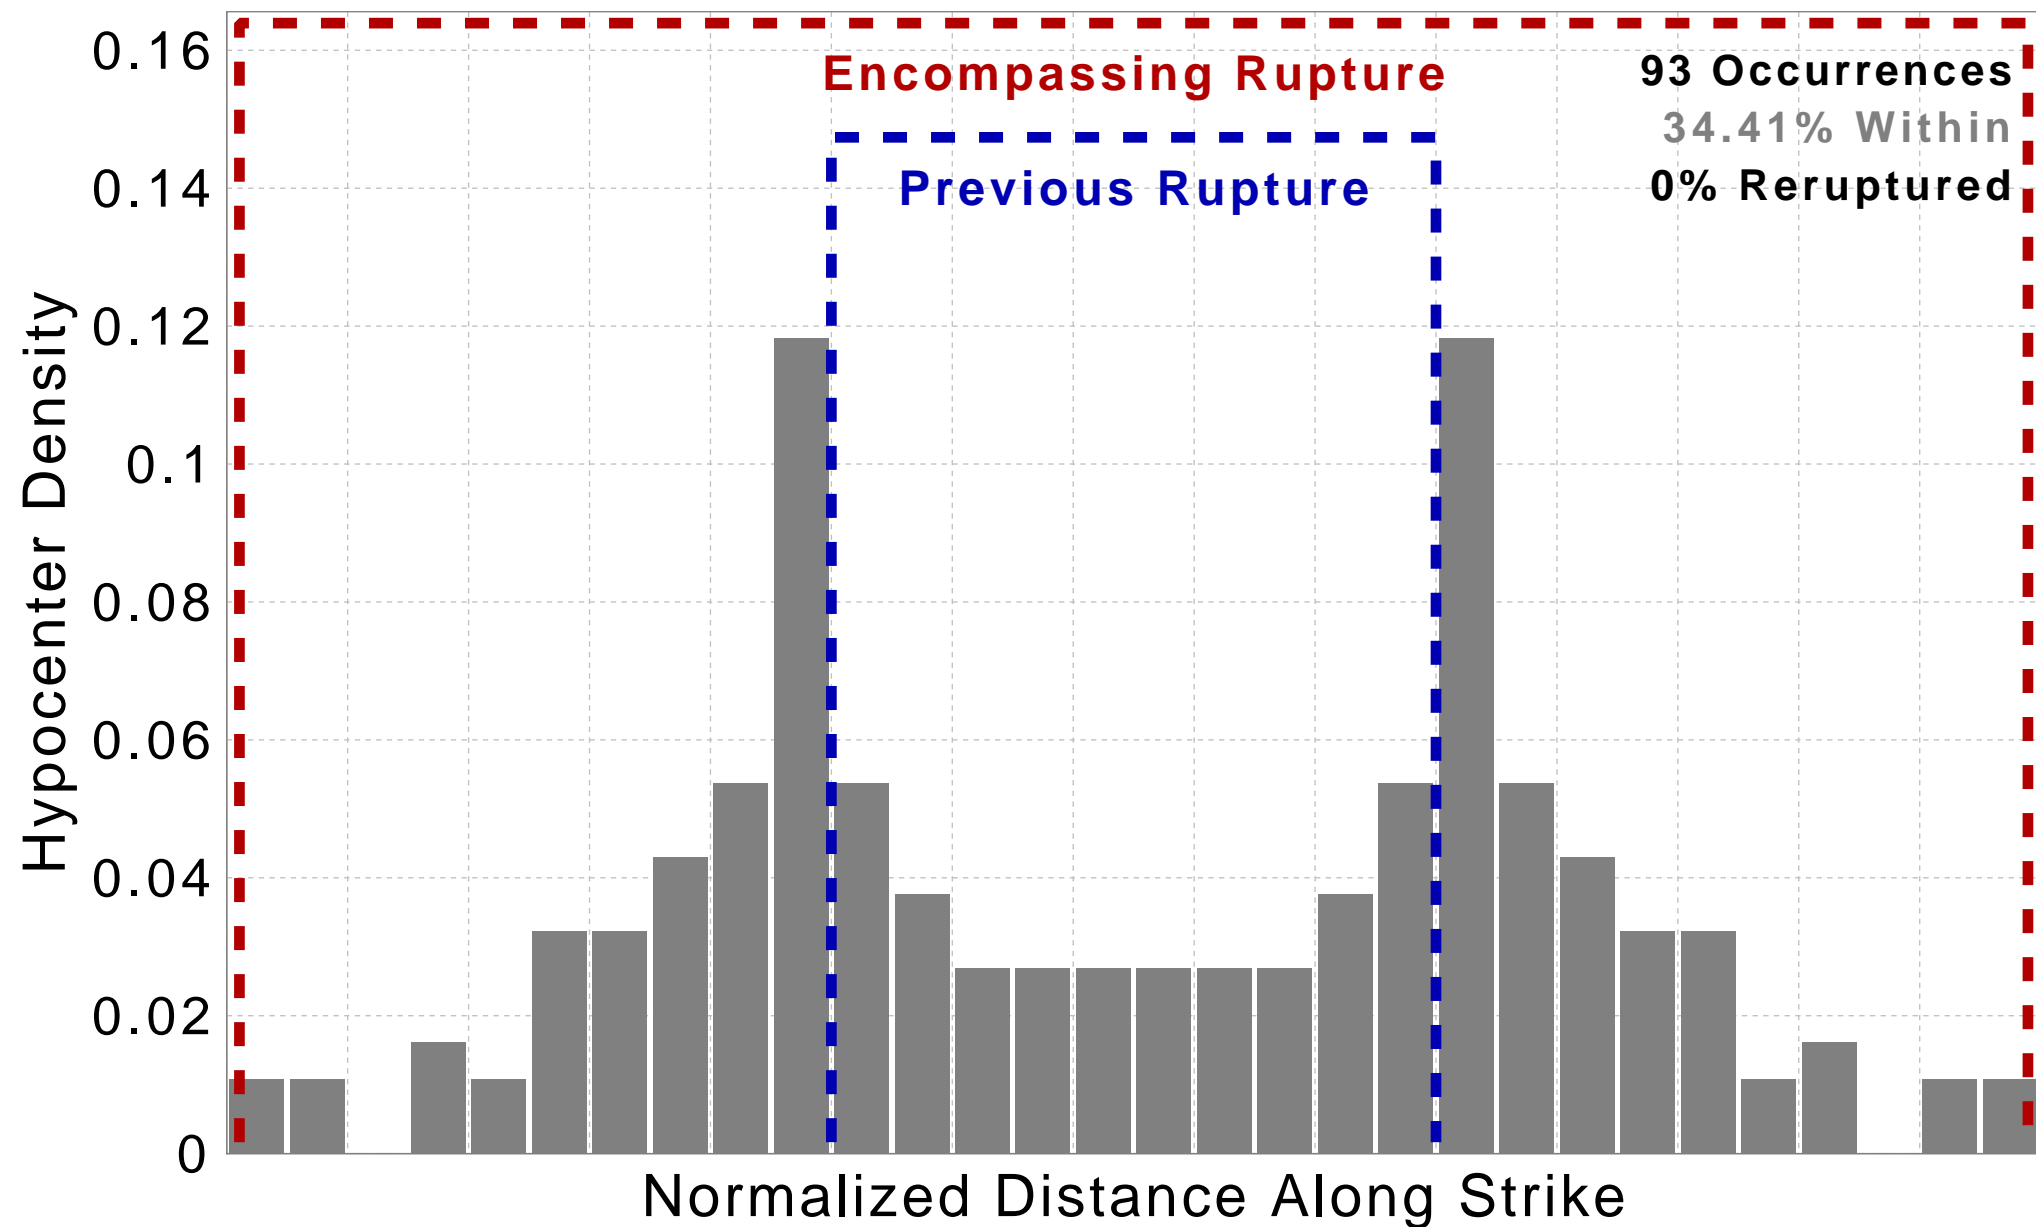 0.16
0.14
0.12
0.1
0.08
0.06
0.04
0.02
0
Hypocenter Density
Encompassing Rupture
Previous Rupture
93 Occurrences
34.41% Within
0% Reruptured
Normalized Distance Along Strike